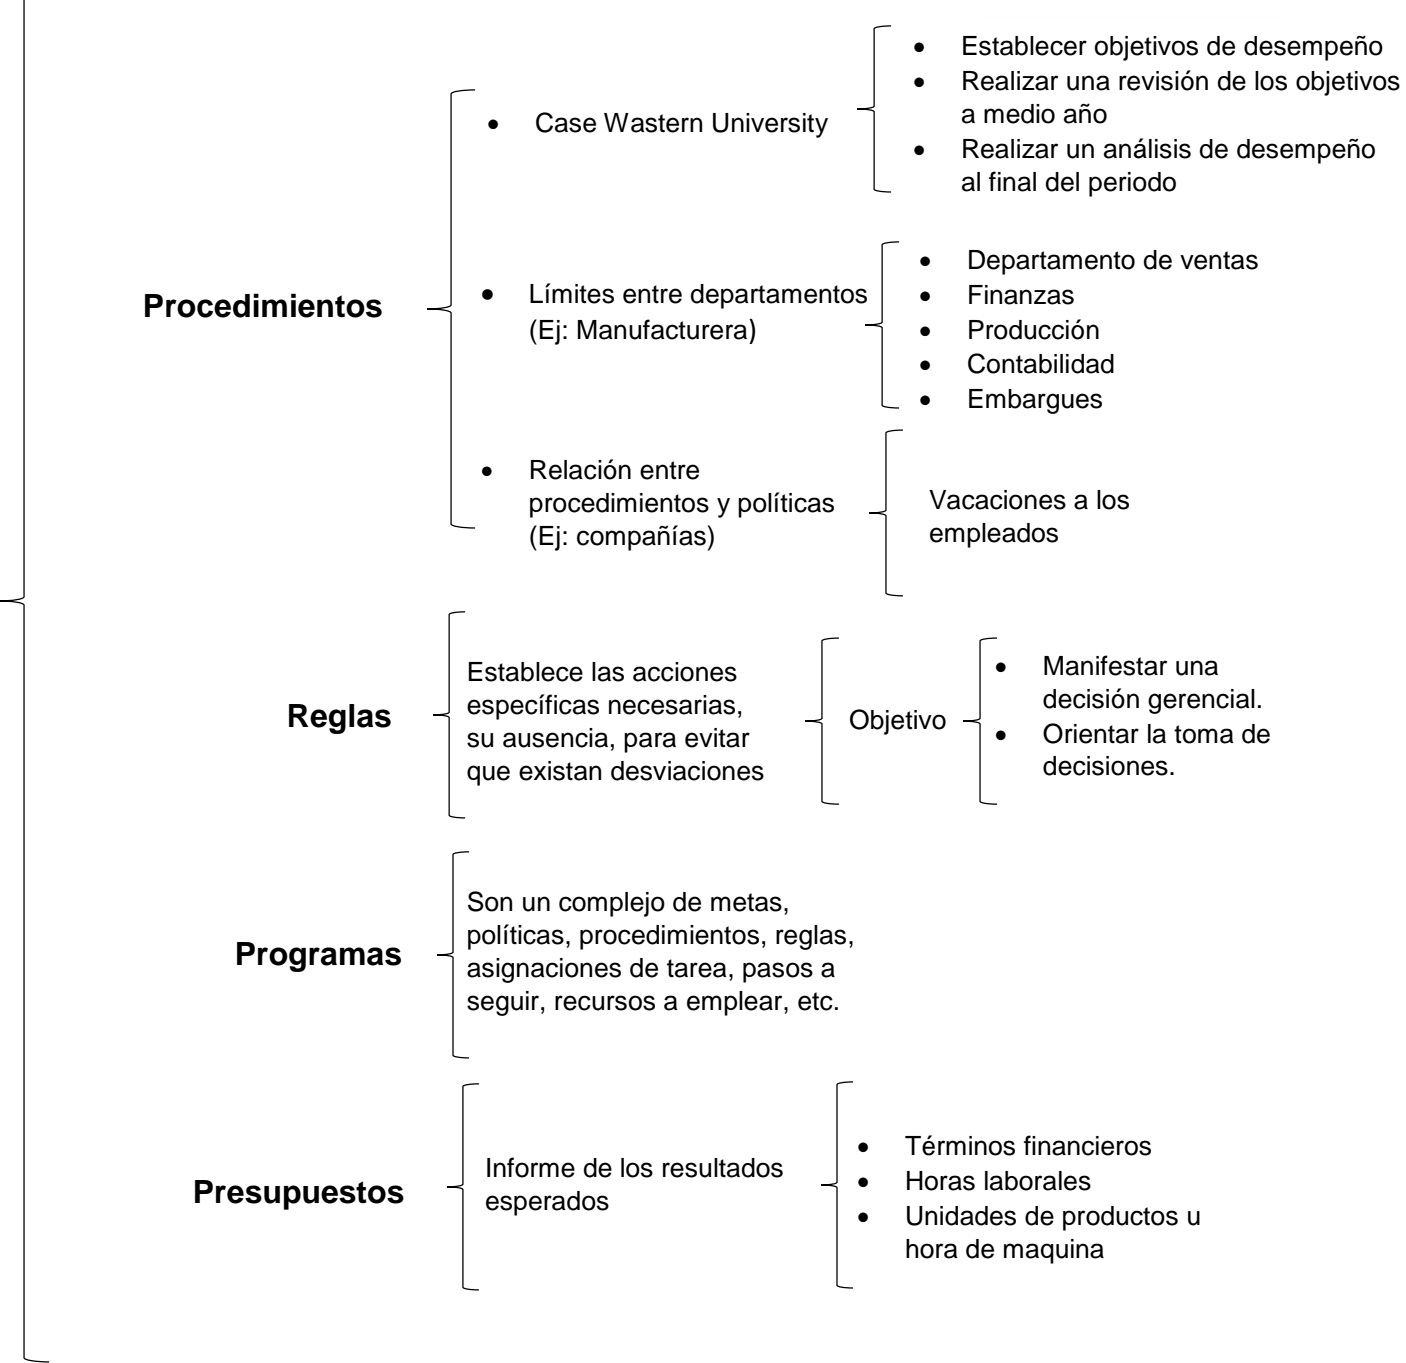 Procedimientos
• Case Wastern University
• Establecer objetivos de desempeño
• Realizar una revisión de los objetivos
a medio año
• Realizar un análisis de desempeño
al final del periodo
• Límites entre departamentos
(Ej: Manufacturera)
• Departamento de ventas
• Finanzas
• Producción
• Contabilidad
• Embargues
• Relación entre
procedimientos y políticas
(Ej: compañías)
Vacaciones a los
empleados
Reglas
Establece las acciones
específicas necesarias,
su ausencia, para evitar
que existan desviaciones
Objetivo
• Manifestar una
decisión gerencial.
• Orientar la toma de
decisiones.
Programas
Son un complejo de metas,
políticas, procedimientos, reglas,
asignaciones de tarea, pasos a
seguir, recursos a emplear, etc.
Presupuestos
Informe de los resultados
esperados
• Términos financieros
• Horas laborales
• Unidades de productos u
hora de maquina